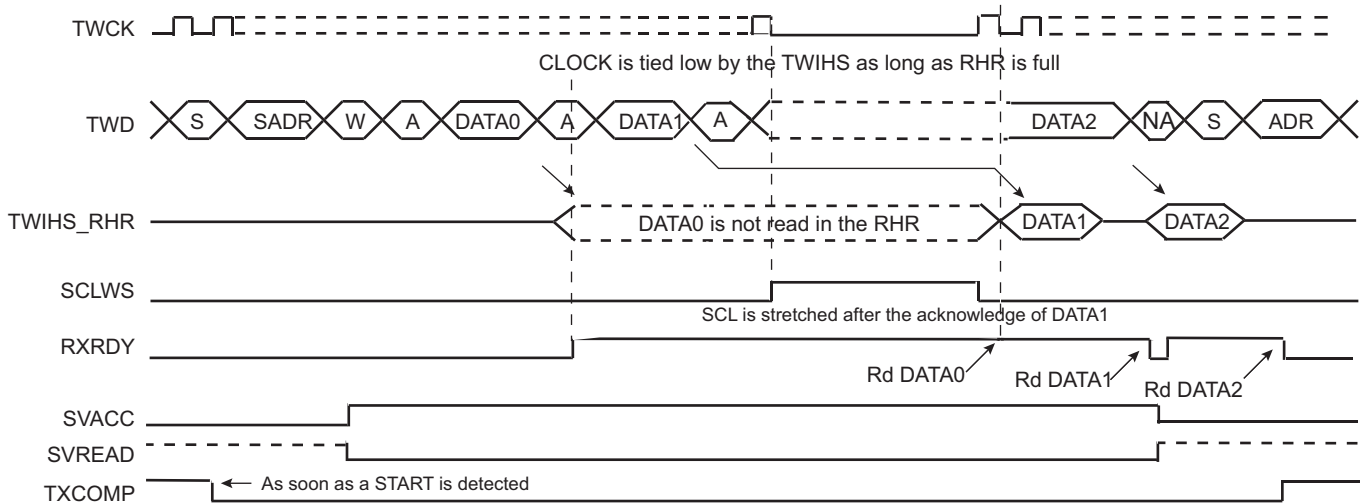 TWCK
CLOCK is tied low by the TWIHS as long as RHR is full
TWD S SADR W A DATA0 A DATA1 A DATA2 NA S ADR
TWIHS_RHR DATA0 is not read in the RHR DATA1 DATA2
SCLWS
SCL is stretched after the acknowledge of DATA1
RXRDY
Rd DATA0 Rd DATA1 Rd DATA2
SVACC
SVREAD
TXCOMP As soon as a START is detected